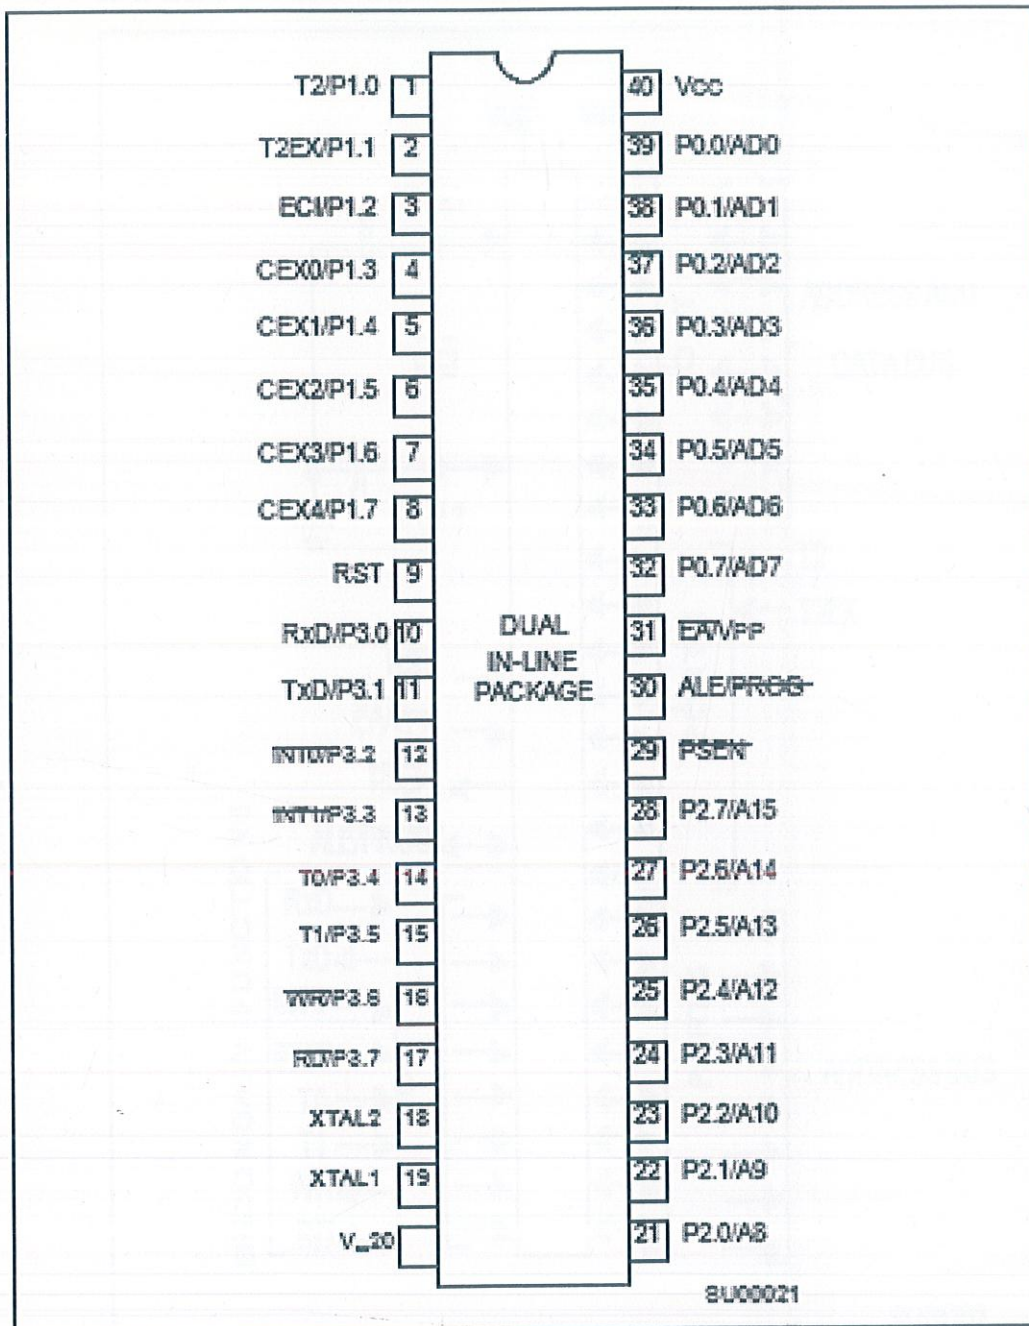 T2/P1.0 1
T2EX/P1.1 2
ECI/P1.2 3
CEX0/P1.3 4
CEX1/P1.4 5
CEX2/P1.5 6
CEX3/P1.6 7
CEX4/P1.7 8
RST 9
RxD/P3.0 10
TxD/P3.1 11
INT0/P3.2 12
INT1/P3.3 13
T0/P3.4 14
T1/P3.5 15
WR/P3.6 16
RD/P3.7 17
XTAL2 18
XTAL1 19
V_20
DUAL
IN-LINE
PACKAGE
40 VCC
39 P0.0/AD0
38 P0.1/AD1
37 P0.2/AD2
36 P0.3/AD3
35 P0.4/AD4
34 P0.5/AD5
33 P0.6/AD6
32 P0.7/AD7
31 EA/VPP
30 ALE/PROG
29 PSEN
28 P2.7/A15
27 P2.6/A14
26 P2.5/A13
25 P2.4/A12
24 P2.3/A11
23 P2.2/A10
22 P2.1/A9
21 P2.0/A8
SU00021